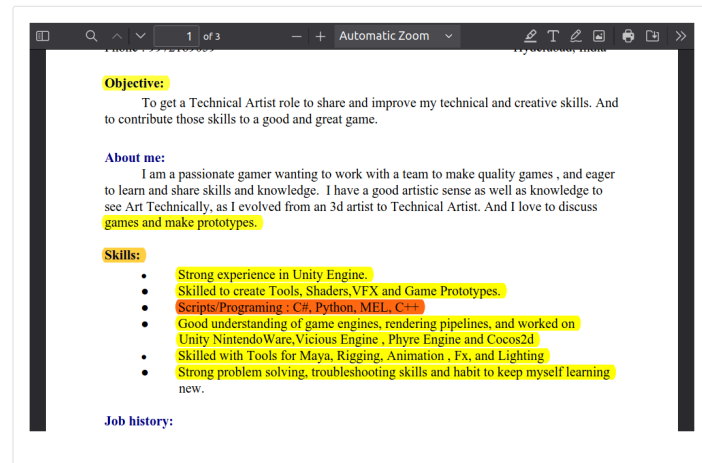 1 of 3 Automatic Zoom
Objective:
To get a Technical Artist role to share and improve my technical and creative skills. And
to contribute those skills to a good and great game.
About me:
I am a passionate gamer wanting to work with a team to make quality games , and eager
to learn and share skills and knowledge. I have a good artistic sense as well as knowledge to
see Art Technically, as I evolved from an 3d artist to Technical Artist. And I love to discuss
games and make prototypes.
Skills:
• Strong experience in Unity Engine.
• Skilled to create Tools, Shaders,VFX and Game Prototypes.
• Scripts/Programing : C#, Python, MEL, C++
• Good understanding of game engines, rendering pipelines, and worked on
Unity NintendoWare,Vicious Engine , Phyre Engine and Cocos2d
• Skilled with Tools for Maya, Rigging, Animation , Fx, and Lighting
• Strong problem solving, troubleshooting skills and habit to keep myself learning
new.
Job history: